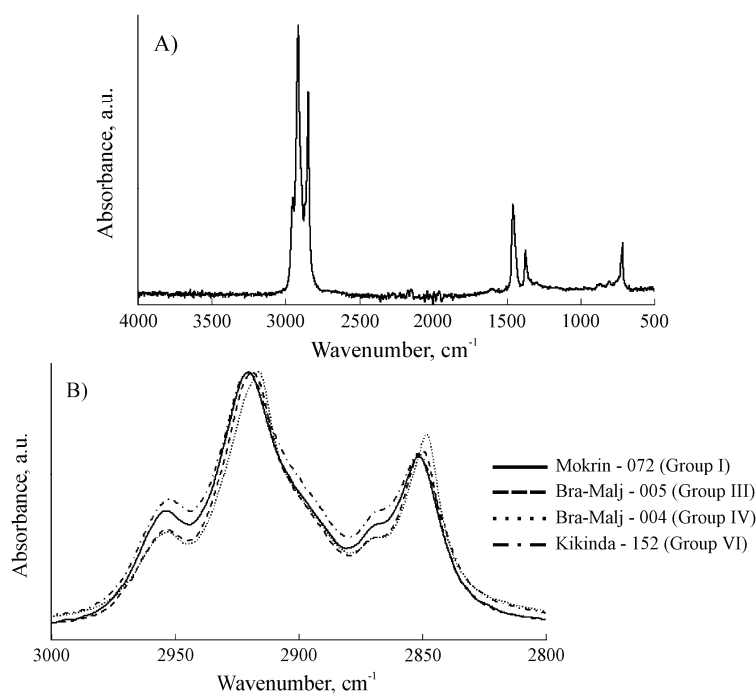 A)
Absorbance, a.u.
4000 3500 3000 2500 2000 1500 1000 500
Wavenumber, cm-1
B)
Absorbance, a.u.
3000 2950 2900 2850 2800
Wavenumber, cm-1
Mokrin - 072 (Group I)
Bra-Malj - 005 (Group III)
Bra-Malj - 004 (Group IV)
Kikinda - 152 (Group VI)